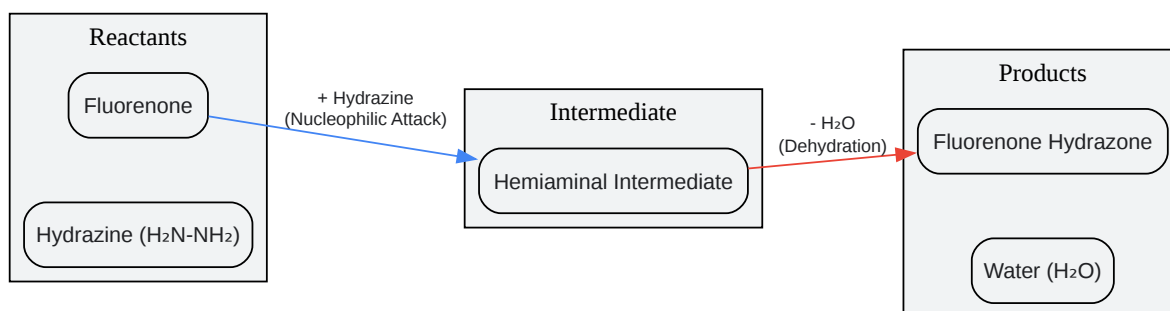 Reactants
Fluorenone
Hydrazine (H₂N-NH₂)
+ Hydrazine
(Nucleophilic Attack)
Intermediate
Hemiaminal Intermediate
- H₂O
(Dehydration)
Products
Fluorenone Hydrazone
Water (H₂O)